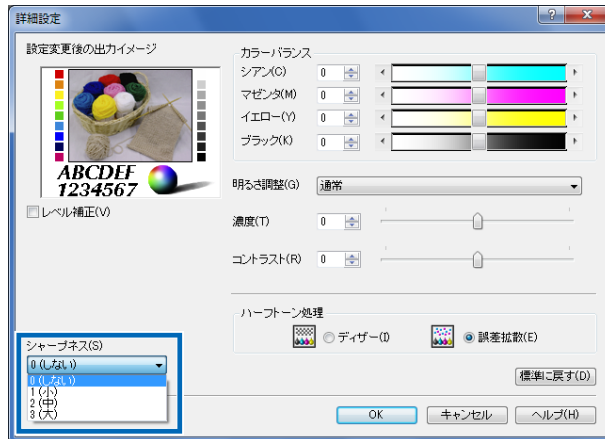 詳細設定
設定変更後の出力イメージ
ABCDEF
1234567
レベル補正(V)
シャープネス(S)
0 (しない)
0 (しない)
1 (小)
2 (中)
3 (大)
カラーバランス
シアン(C) 0
マゼンタ(M) 0
イエロー(Y) 0
ブラック(K) 0
明るさ調整(G) 通常
濃度(T) 0
コントラスト(R) 0
ハーフトーン処理
ディザー(I) 誤差拡散(E)
標準に戻す(D)
OK キャンセル ヘルプ(H)